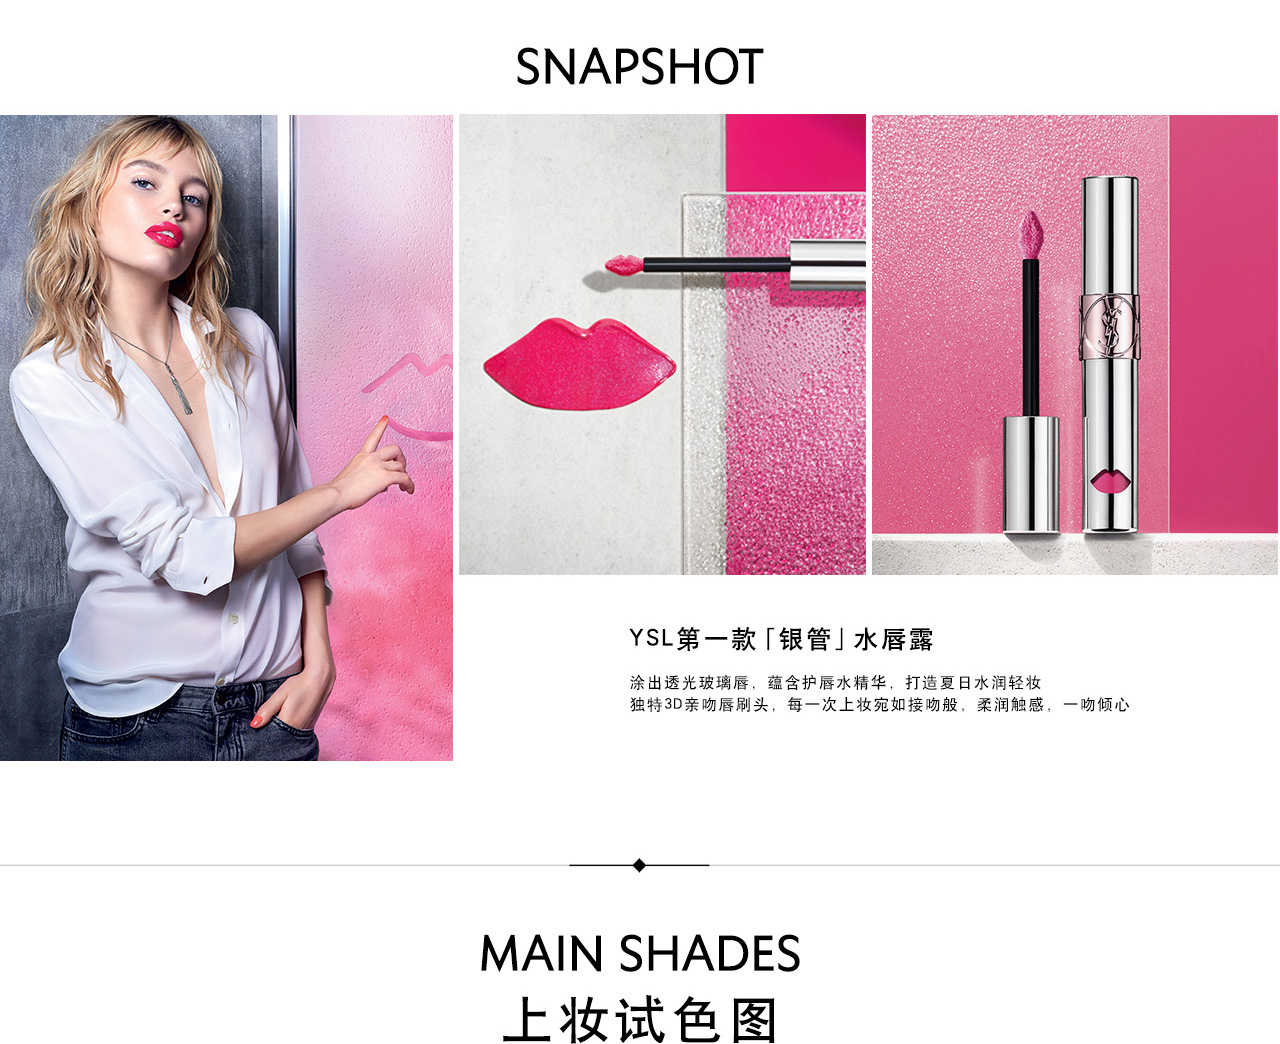 SNAPSHOT
YSL第一款「银管」水唇露
涂出透光玻璃唇，蕴含护唇水精华，打造夏日水润轻妆
独特3D亲吻唇刷头，每一次上妆宛如接吻般，柔润触感，一吻倾心
MAIN SHADES
上妆试色图